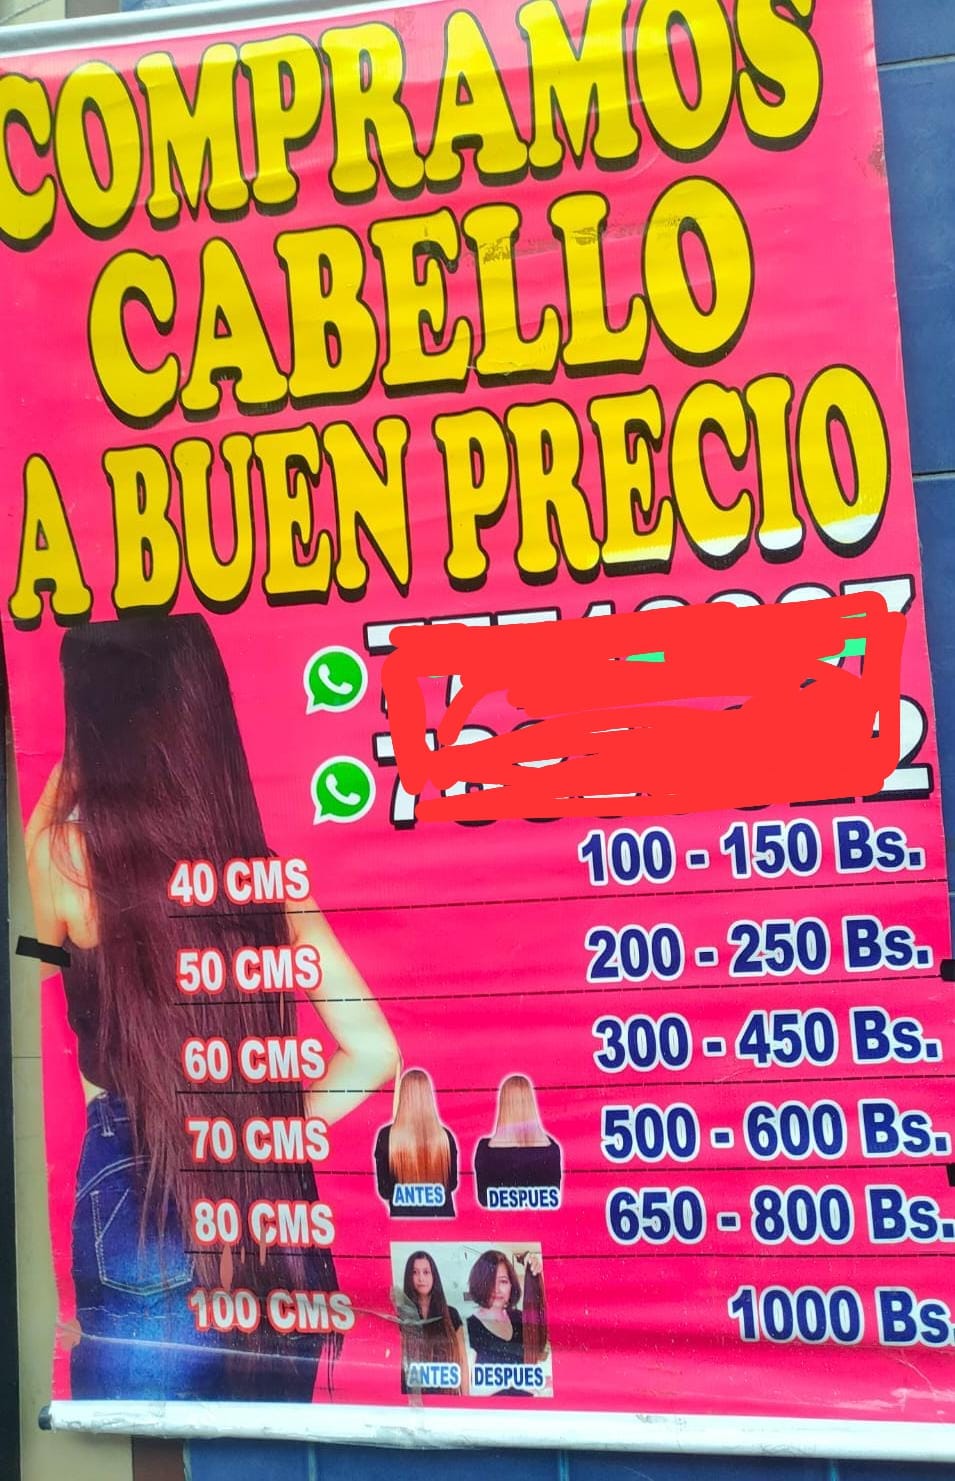 COMPRAMOS
CABELLO
A BUEN PRECIO
40 CMS 100 - 150 Bs.
50 CMS 200 - 250 Bs.
60 CMS 300 - 450 Bs.
70 CMS 500 - 600 Bs.
80 CMS 650 - 800 Bs.
100 CMS 1000 Bs.
ANTES DESPUES
ANTES DESPUES